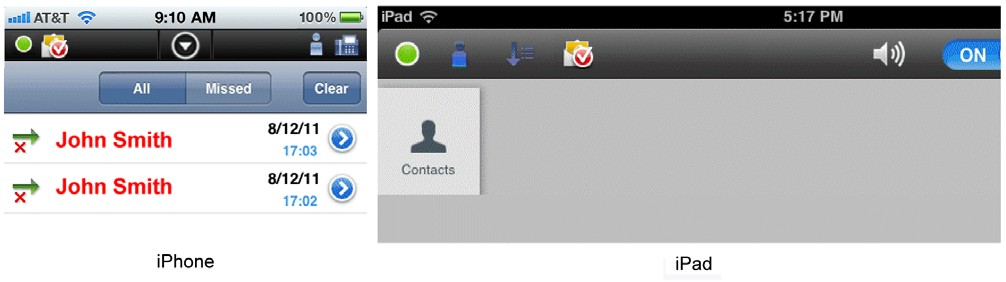 AT&T 9:10 AM 100%
All Missed Clear
John Smith 8/12/11
17:03
John Smith 8/12/11
17:02
iPhone
iPad 5:17 PM
ON
Contacts
iPad